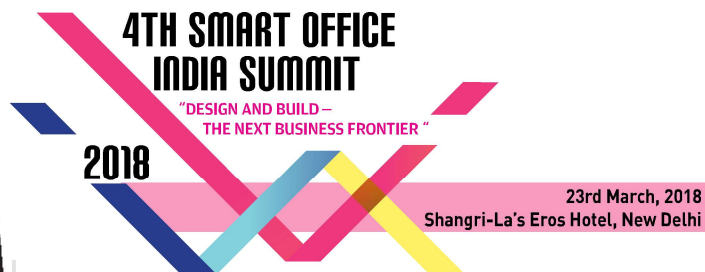 4TH SMART OFFICE
INDIA SUMMIT
"DESIGN AND BUILD –
THE NEXT BUSINESS FRONTIER "
2018
23rd March, 2018
Shangri-La's Eros Hotel, New Delhi